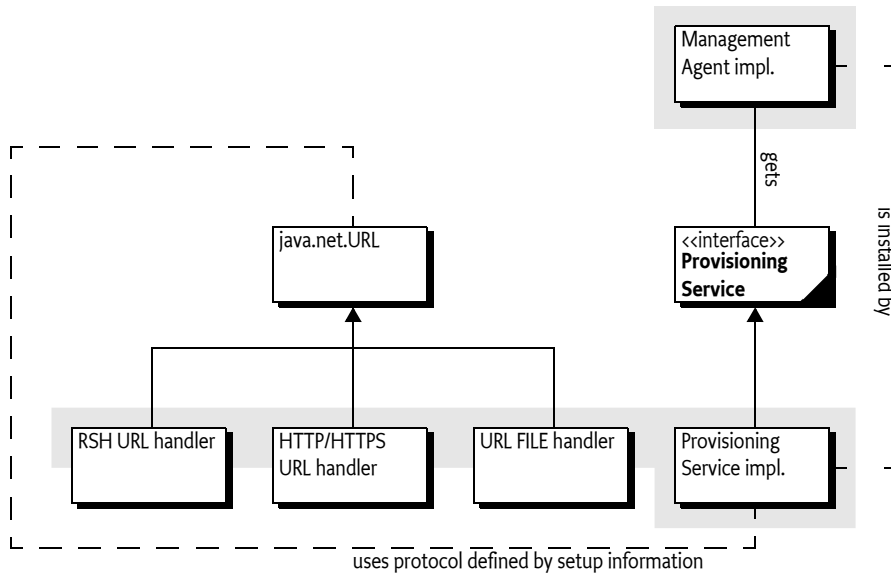 Management
Agent impl.
gets
java.net.URL
<<interface>>
Provisioning
Service
is installed by
RSH URL handler
HTTP/HTTPS
URL handler
URL FILE handler
Provisioning
Service impl.
uses protocol defined by setup information